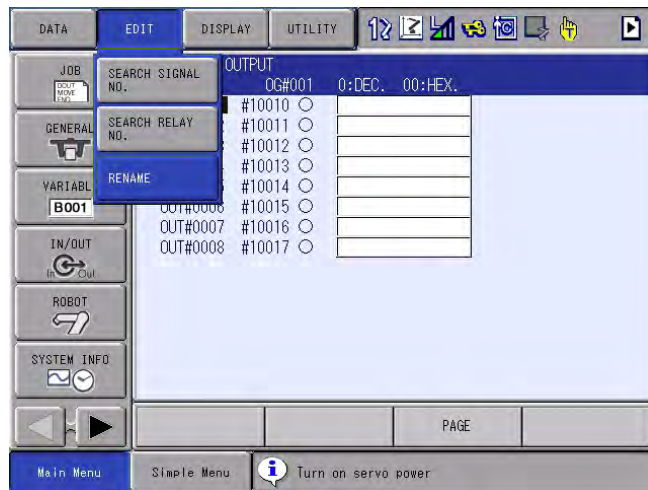 DATA EDIT DISPLAY UTILITY
JOB
DOUT
MOVE
END
GENERAL
VARIABL
B001
IN/OUT
In Out
ROBOT
SYSTEM INFO
SEARCH SIGNAL
NO.
SEARCH RELAY
NO.
RENAME
OUTPUT
OG#001 0:DEC. 00:HEX.
#10010
#10011
#10012
#10013
#10014
OUT#0006 #10015
OUT#0007 #10016
OUT#0008 #10017
PAGE
Main Menu Simple Menu Turn on servo power